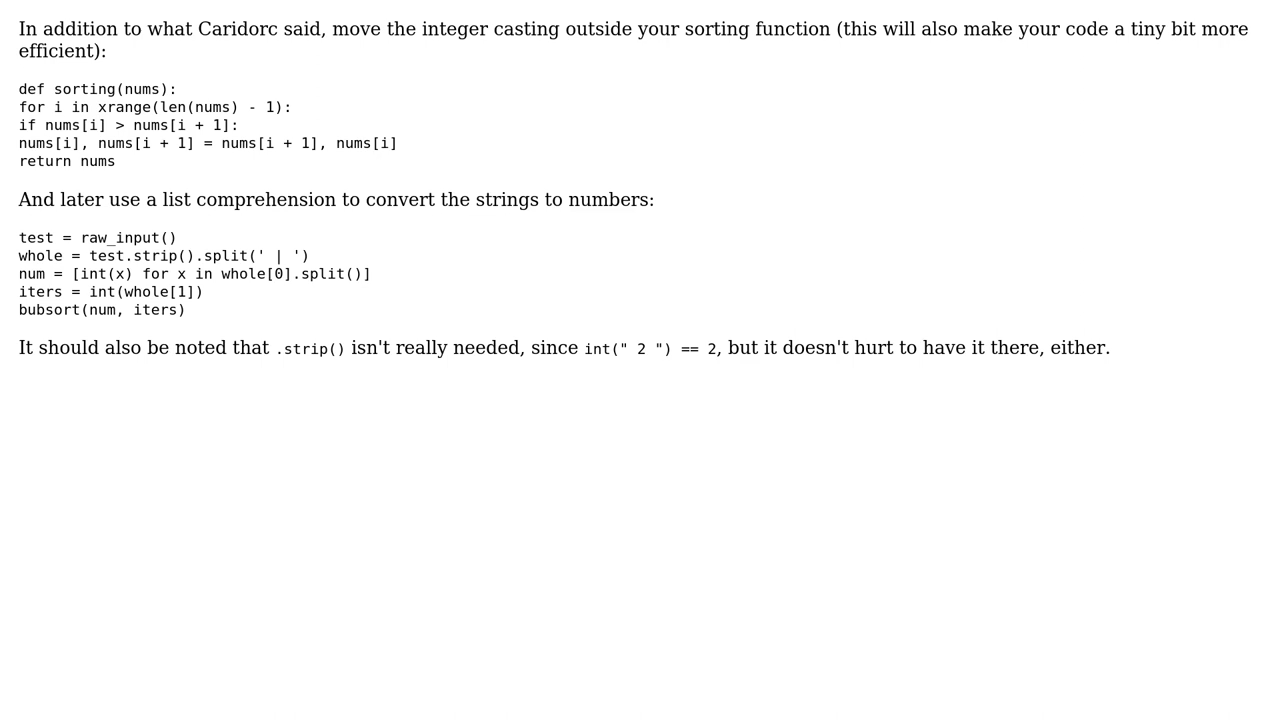 In addition to what Caridorc said, move the integer casting outside your sorting function (this will also make your code a tiny bit more
efficient):
def sorting(nums):
for i in xrange(len(nums) - 1):
if nums[i] > nums[i + 1]:
nums[i], nums[i + 1] = nums[i + 1], nums[i]
return nums
And later use a list comprehension to convert the strings to numbers:
test = raw_input()
whole = test.strip().split(' | ')
num = [int(x) for x in whole[0].split()]
iters = int(whole[1])
bubsort(num, iters)
It should also be noted that .strip() isn't really needed, since int(" 2 ") == 2, but it doesn't hurt to have it there, either.